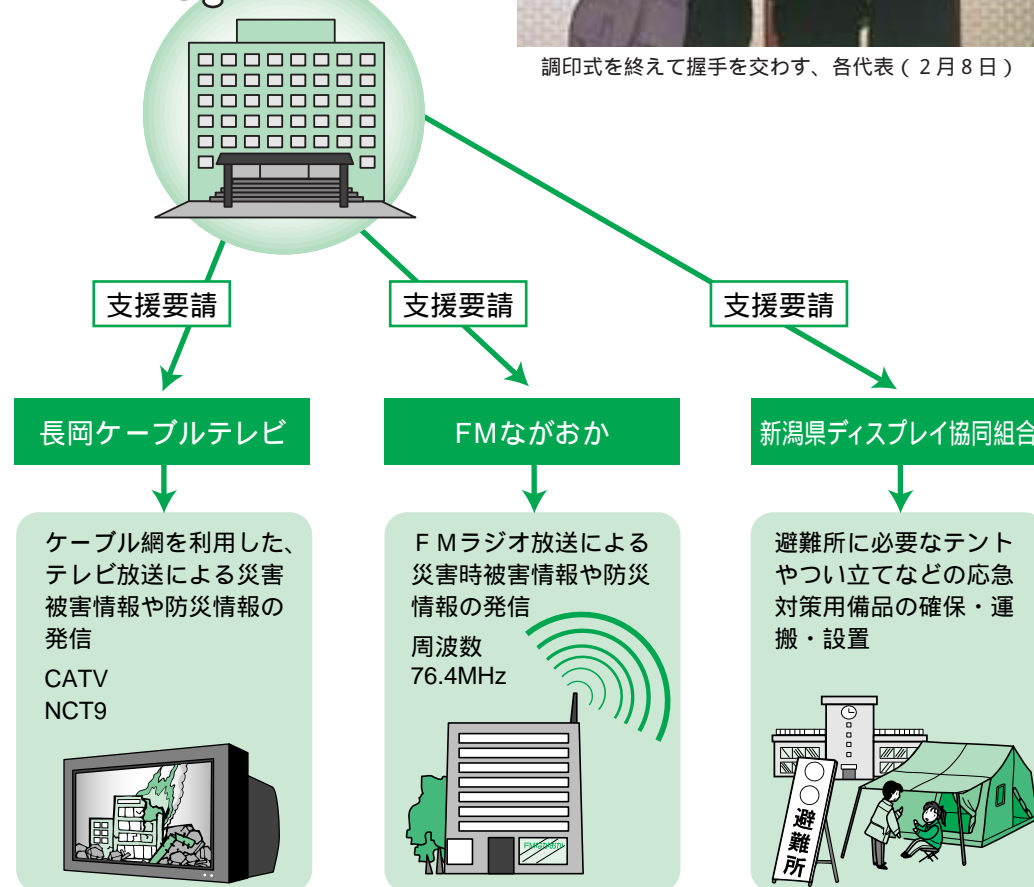 調印式を終えて握手を交わす、各代表(2月8日)
支援要請
支援要請
支援要請
長岡ケーブルテレビ
ケーブル網を利用した、
テレビ放送による災害
被害情報や防災情報の
発信
CATV
NCT9
FMながおか
FMラジオ放送による
災害時被害情報や防災
情報の発信
周波数
76.4MHz
新潟県ディスプレイ協同組合
避難所に必要なテント
やつい立てなどの応急
対策用備品の確保・運
搬・設置
○○避難所